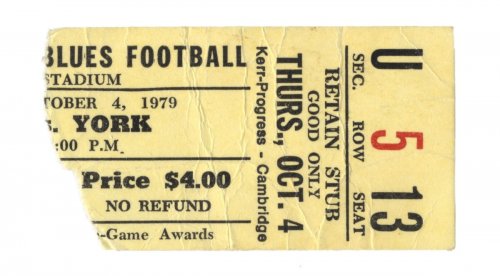 BLUES FOOTBALL
STADIUM
TOBER 4, 1979
. YORK
:00 P.M
Price $4.00
NO REFUND
-Game Awards
Kerr-Progress - Cambridge
THURS., OCT. 4
GOOD ONLY
RETAIN STUB
SEC. ROW SEAT
U 5 13